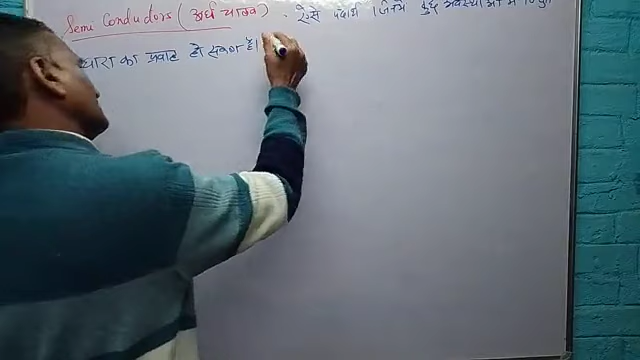 Semi Conductors (अर्ध चालक) - ऐसे पदार्थ जिनमे कुछ अवस्थाओ मे
धारा का प्रवाह हो सकता है।